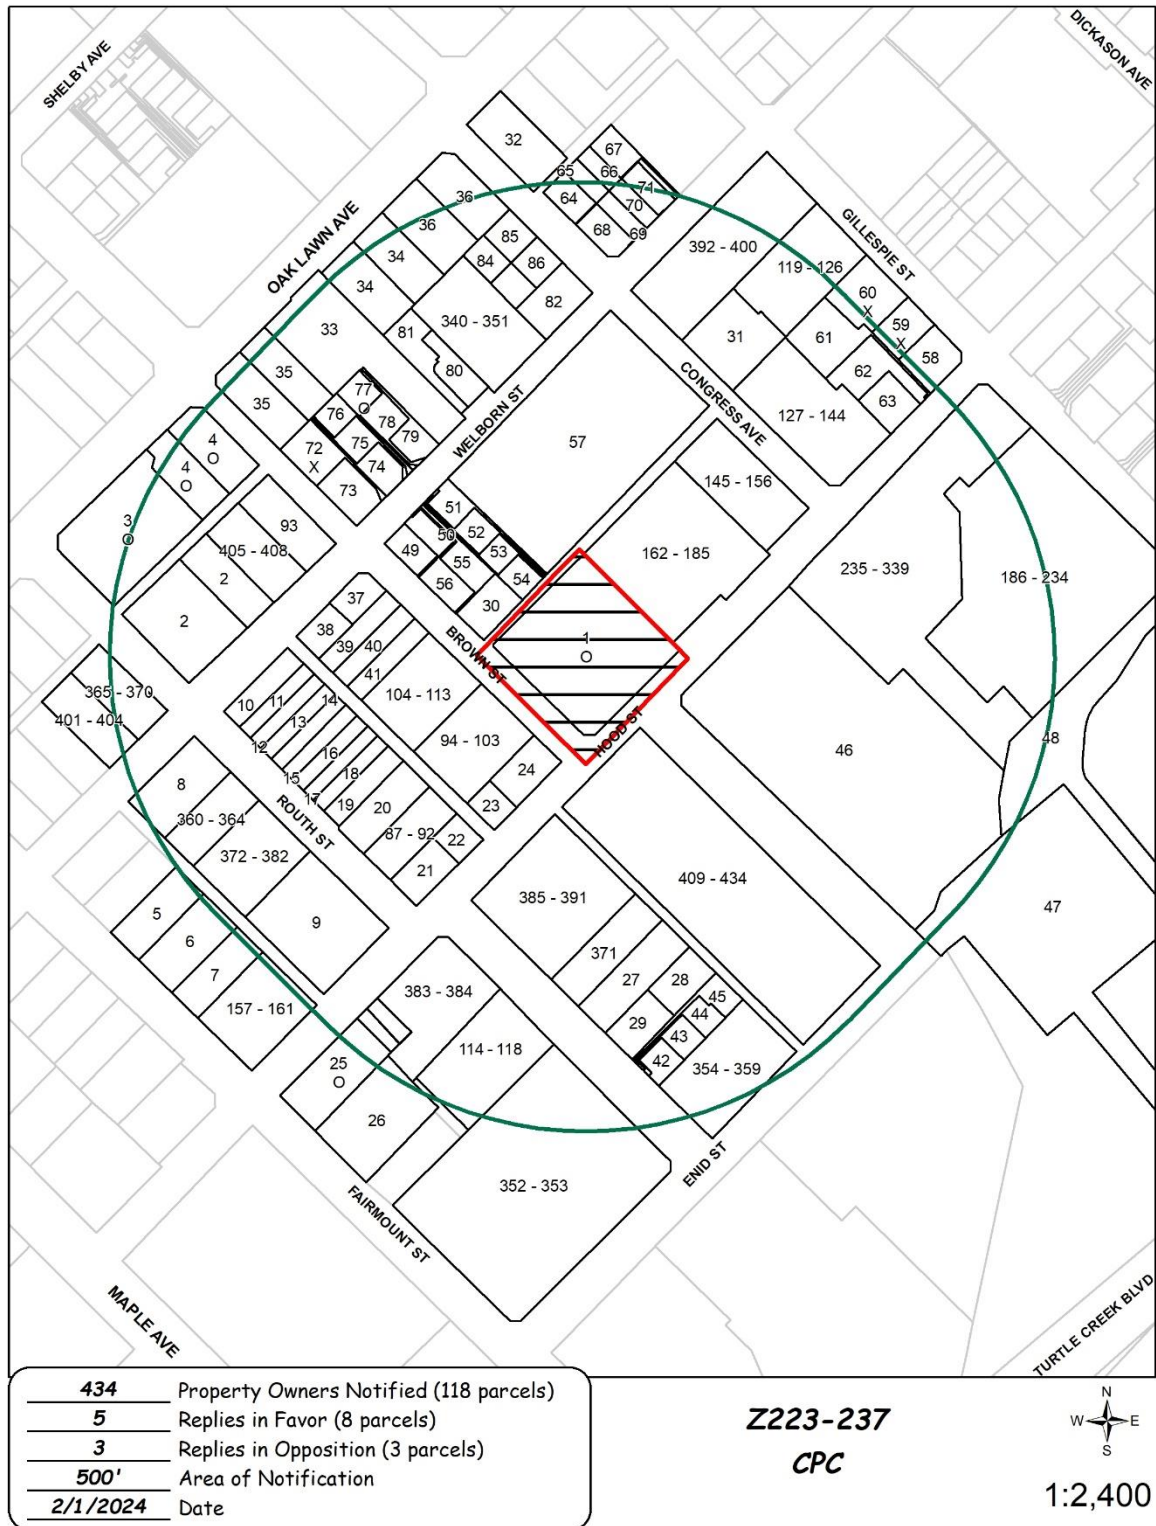 DICKASON AVE
SHELBY AVE
32
67
65
66
71
64
70
36
68
69
OAK LAWN AVE
36
85
392 - 400
GILLESPIE ST
34
84
86
119 - 126
34
82
60
X
33
81
340 - 351
31
61
59
X
58
80
62
35
77
O
CONGRESS AVE
63
35
76
78
WELBORN ST
127 - 144
4
O
72
X
75
79
57
4
O
74
145 - 156
73
51
3
O
93
50
52
405 - 408
49
53
162 - 185
2
55
54
235 - 339
186 - 234
56
37
30
2
38
1
O
39
40
BROWN ST
41
365 - 370
104 - 113
401 - 404
10
11
14
13
HOOD ST
94 - 103
48
12
16
46
24
15
18
8
17
23
19
20
360 - 364
ROUTH ST
87 - 92
22
372 - 382
21
409 - 434
385 - 391
5
9
47
6
371
7
27
28
383 - 384
45
157 - 161
44
29
43
114 - 118
42
25
O
354 - 359
26
352 - 353
ENID ST
FAIRMOUNT ST
MAPLE AVE
TURTLE CREEK BLVD
434 Property Owners Notified (118 parcels)
5 Replies in Favor (8 parcels)
3 Replies in Opposition (3 parcels)
500' Area of Notification
2/1/2024 Date
Z223-237
CPC
N
W E
S
1:2,400